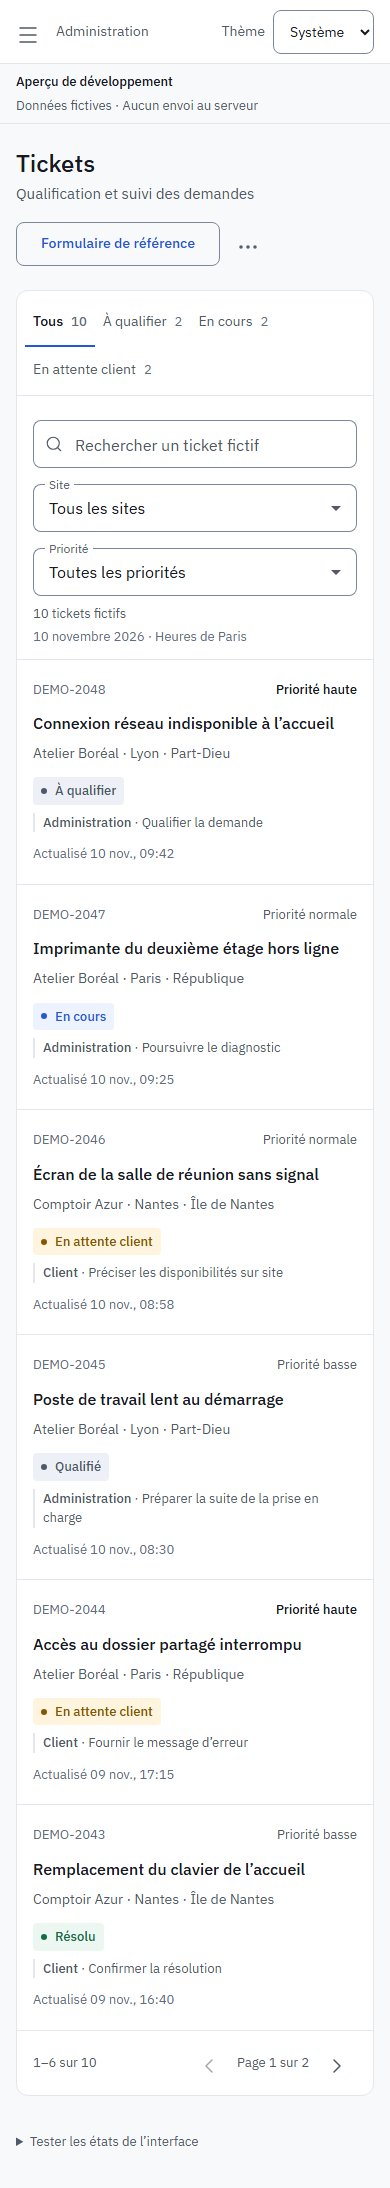 Administration
Thème
Système
Aperçu de développement
Données fictives · Aucun envoi au serveur
Tickets
Qualification et suivi des demandes
Formulaire de référence
Tous 10 À qualifier 2 En cours 2
En attente client 2
Rechercher un ticket fictif
Site
Tous les sites
Priorité
Toutes les priorités
10 tickets fictifs
10 novembre 2026 · Heures de Paris
DEMO-2048 Priorité haute
Connexion réseau indisponible à l’accueil
Atelier Boréal · Lyon · Part-Dieu
À qualifier
Administration · Qualifier la demande
Actualisé 10 nov., 09:42
DEMO-2047 Priorité normale
Imprimante du deuxième étage hors ligne
Atelier Boréal · Paris · République
En cours
Administration · Poursuivre le diagnostic
Actualisé 10 nov., 09:25
DEMO-2046 Priorité normale
Écran de la salle de réunion sans signal
Comptoir Azur · Nantes · Île de Nantes
En attente client
Client · Préciser les disponibilités sur site
Actualisé 10 nov., 08:58
DEMO-2045 Priorité basse
Poste de travail lent au démarrage
Atelier Boréal · Lyon · Part-Dieu
Qualifié
Administration · Préparer la suite de la prise en
charge
Actualisé 10 nov., 08:30
DEMO-2044 Priorité haute
Accès au dossier partagé interrompu
Atelier Boréal · Paris · République
En attente client
Client · Fournir le message d’erreur
Actualisé 09 nov., 17:15
DEMO-2043 Priorité basse
Remplacement du clavier de l’accueil
Comptoir Azur · Nantes · Île de Nantes
Résolu
Client · Confirmer la résolution
Actualisé 09 nov., 16:40
1–6 sur 10 Page 1 sur 2
Tester les états de l’interface